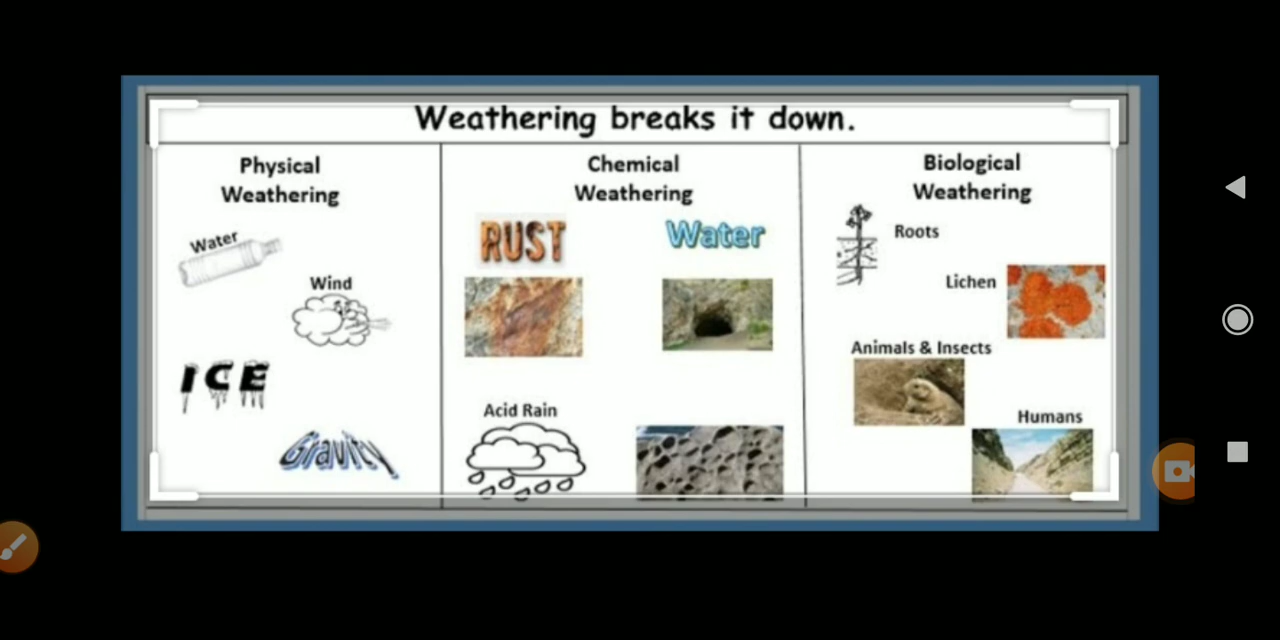 Weathering breaks it down.
Physical
Weathering
Water
Wind
ICE
Gravity
Chemical
Weathering
RUST
Water
Acid Rain
Biological
Weathering
Roots
Lichen
Animals & Insects
Humans